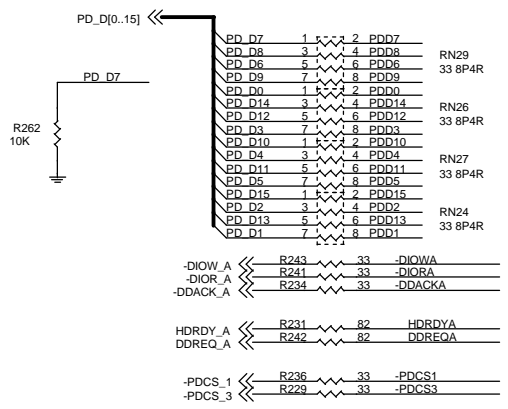 PD_D[0..15]
PD_D7 1 2 PDD7
PD_D8 3 4 PDD8
PD_D6 5 6 PDD6
PD_D9 7 8 PDD9
RN29
33 8P4R
PD_D0 1 2 PDD0
PD_D14 3 4 PDD14
PD_D12 5 6 PDD12
PD_D3 7 8 PDD3
RN26
33 8P4R
PD_D10 1 2 PDD10
PD_D4 3 4 PDD4
PD_D11 5 6 PDD11
PD_D5 7 8 PDD5
RN27
33 8P4R
PD_D15 1 2 PDD15
PD_D2 3 4 PDD2
PD_D13 5 6 PDD13
PD_D1 7 8 PDD1
RN24
33 8P4R
PD_D7
R262
10K
-DIOW_A R243 33 -DIOWA
-DIOR_A R241 33 -DIORA
-DDACK_A R234 33 -DDACKA
HDRDY_A R231 82 HDRDYA
DDREQ_A R242 82 DDREQA
-PDCS_1 R236 33 -PDCS1
-PDCS_3 R229 33 -PDCS3